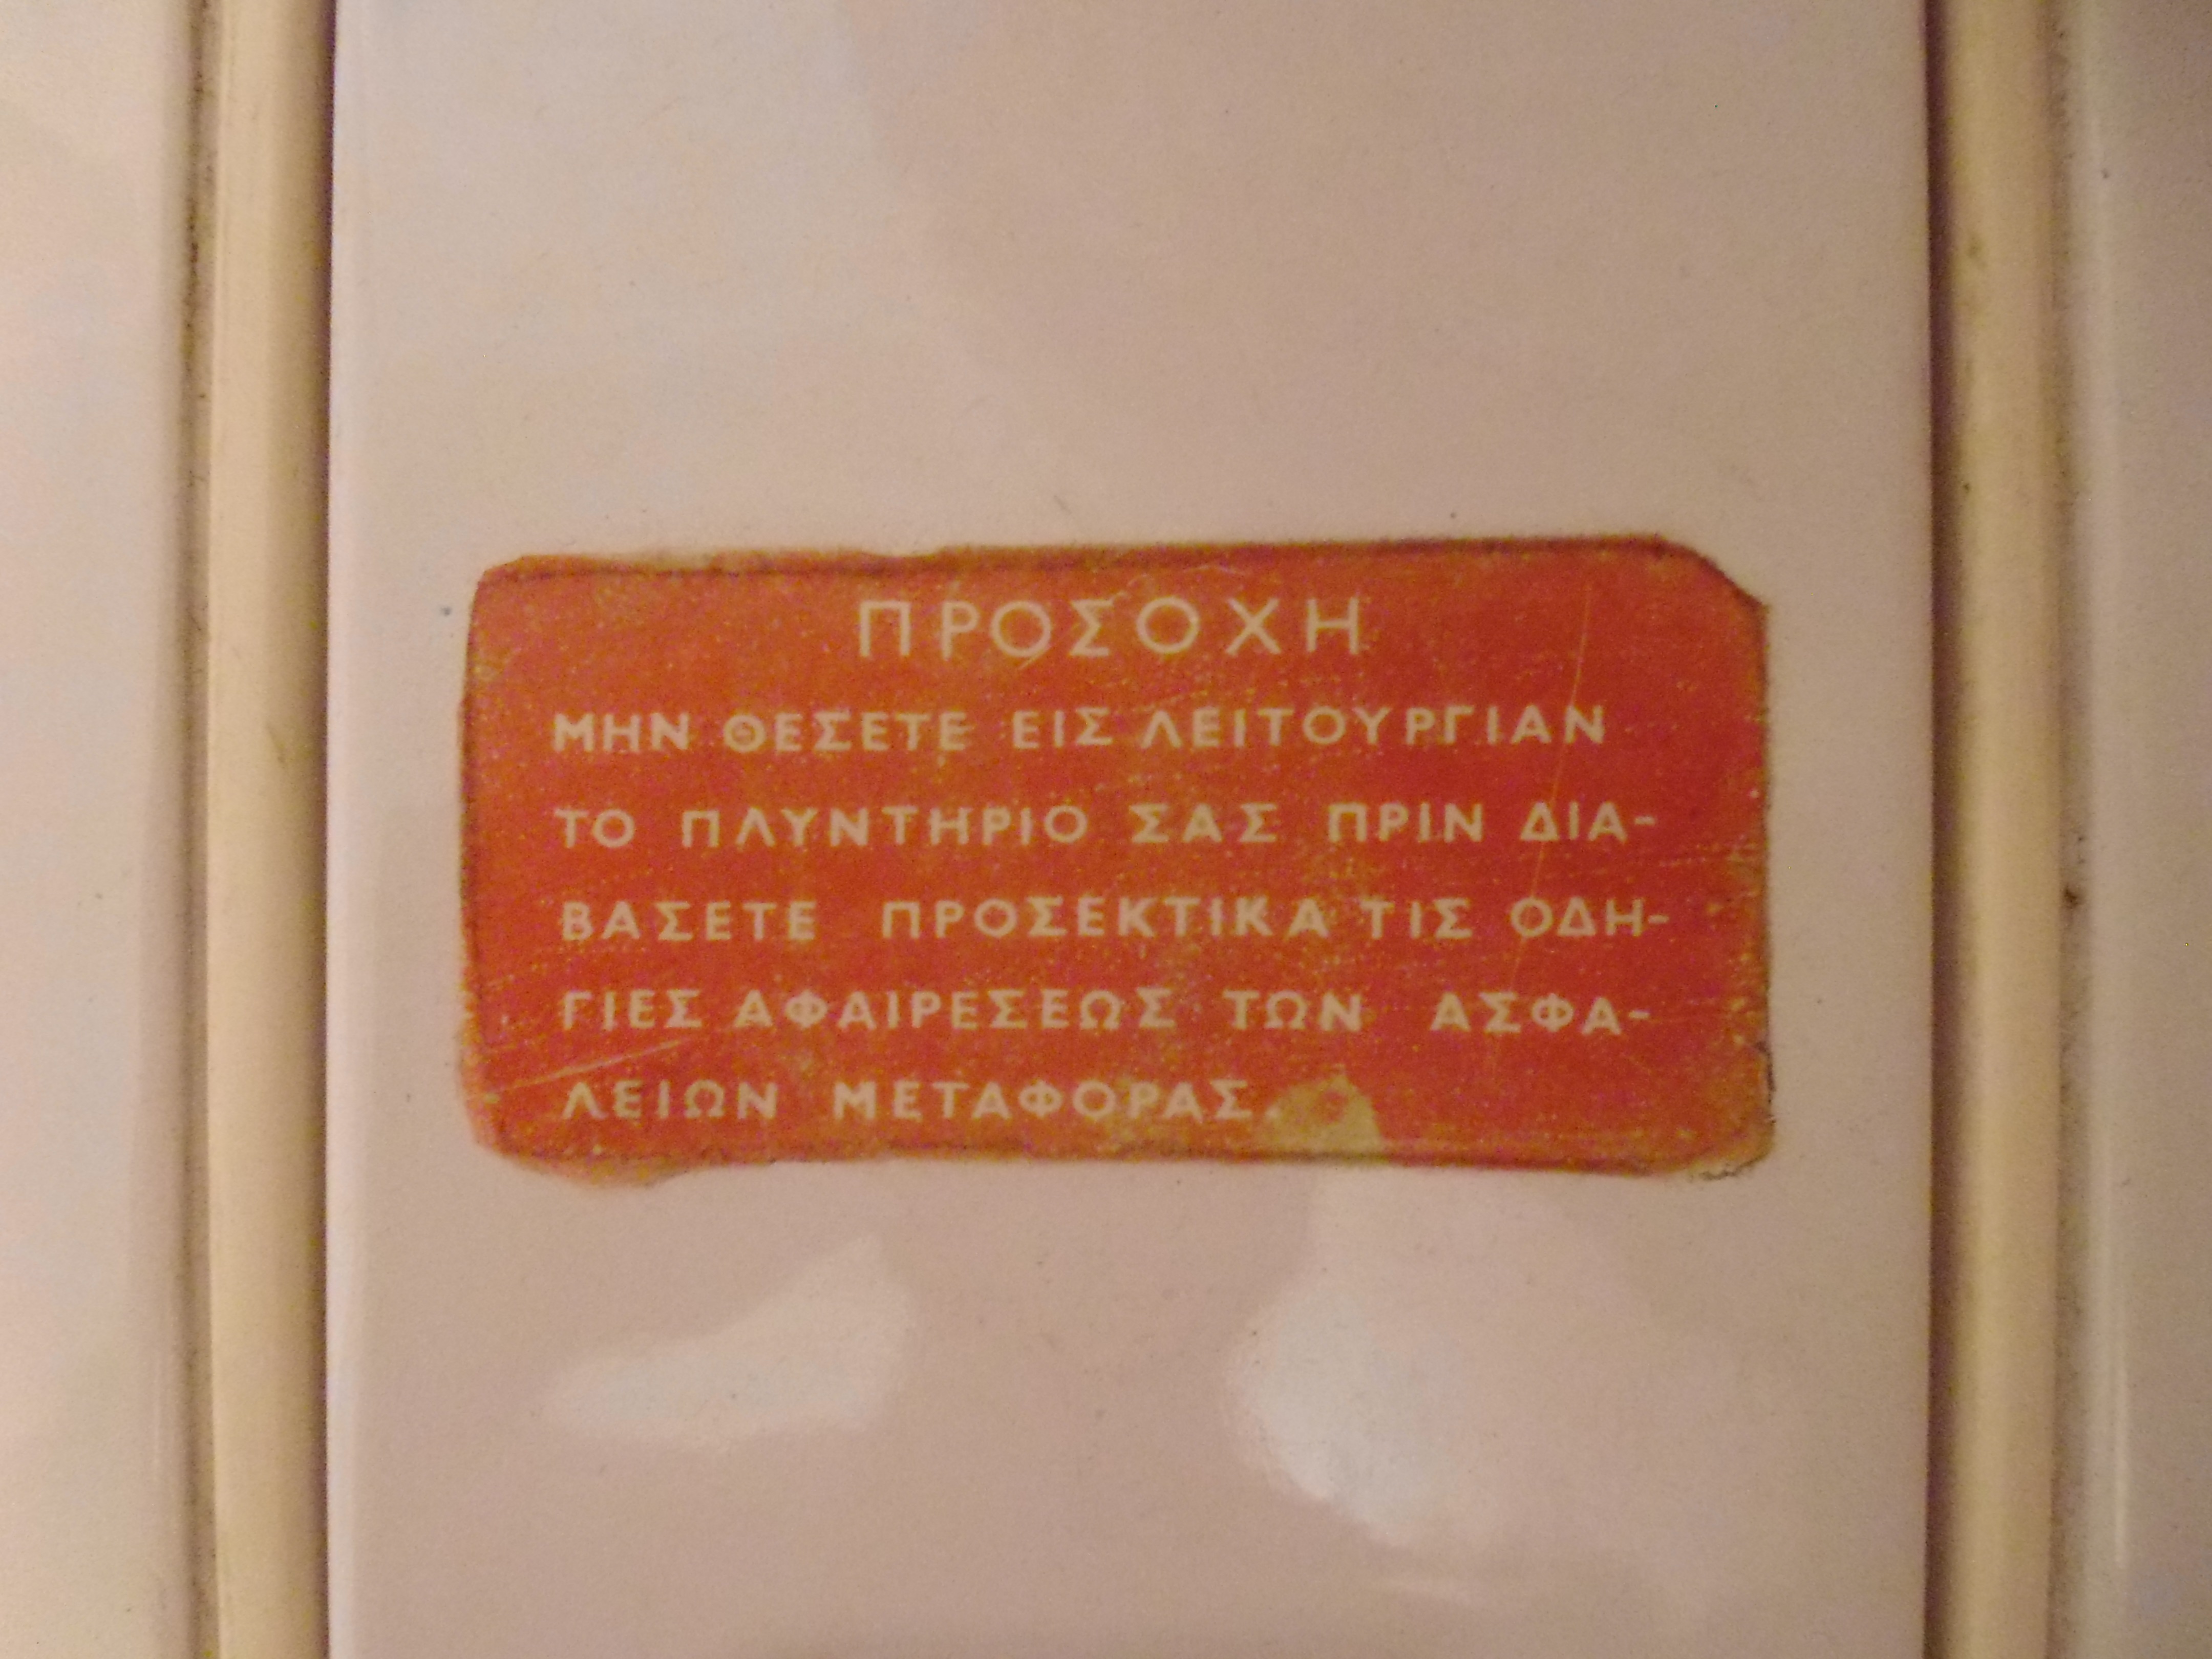 ΠΡΟΣΟΧΗ
ΜΗΝ ΘΕΣΕΤΕ ΕΙΣ ΛΕΙΤΟΥΡΓΙΑΝ
ΤΟ ΠΛΥΝΤΗΡΙΟ ΣΑΣ ΠΡΙΝ ΔΙΑ-
ΒΑΣΕΤΕ ΠΡΟΣΕΚΤΙΚΑ ΤΙΣ ΟΔΗ-
ΓΙΕΣ ΑΦΑΙΡΕΣΕΩΣ ΤΩΝ ΑΣΦΑ-
ΛΕΙΩΝ ΜΕΤΑΦΟΡΑΣ.